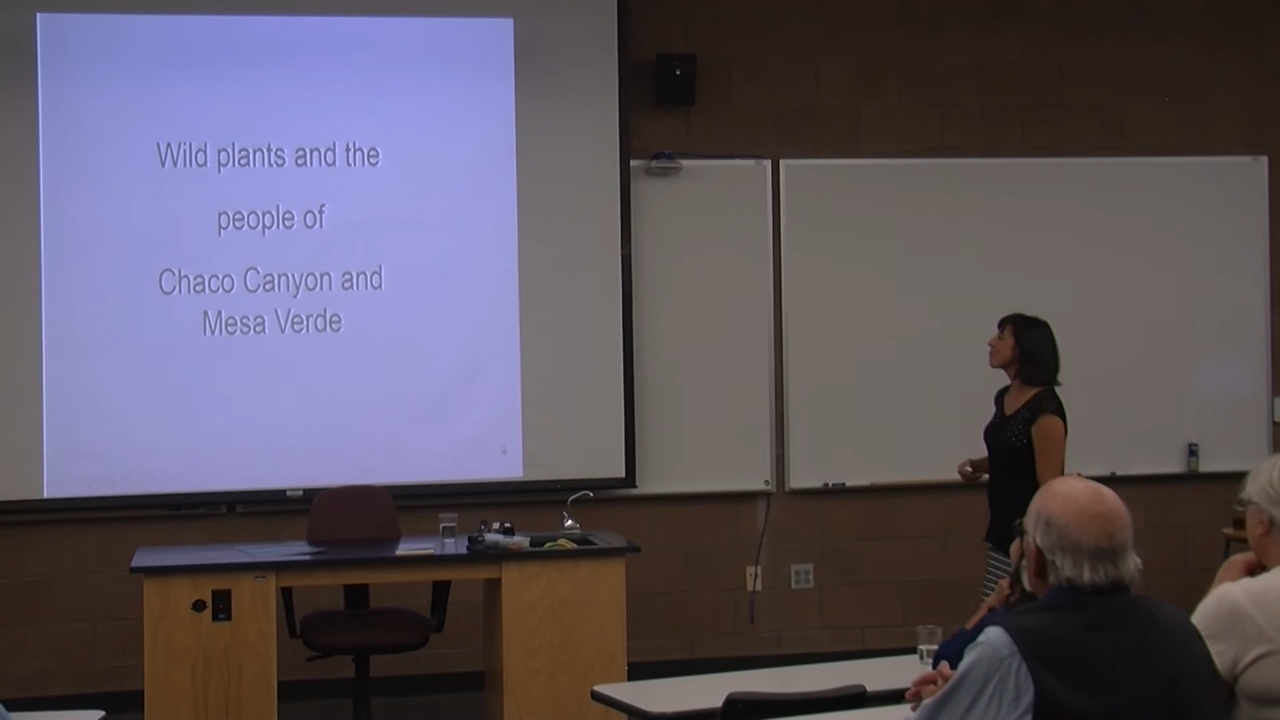 Wild plants and the
people of
Chaco Canyon and
Mesa Verde